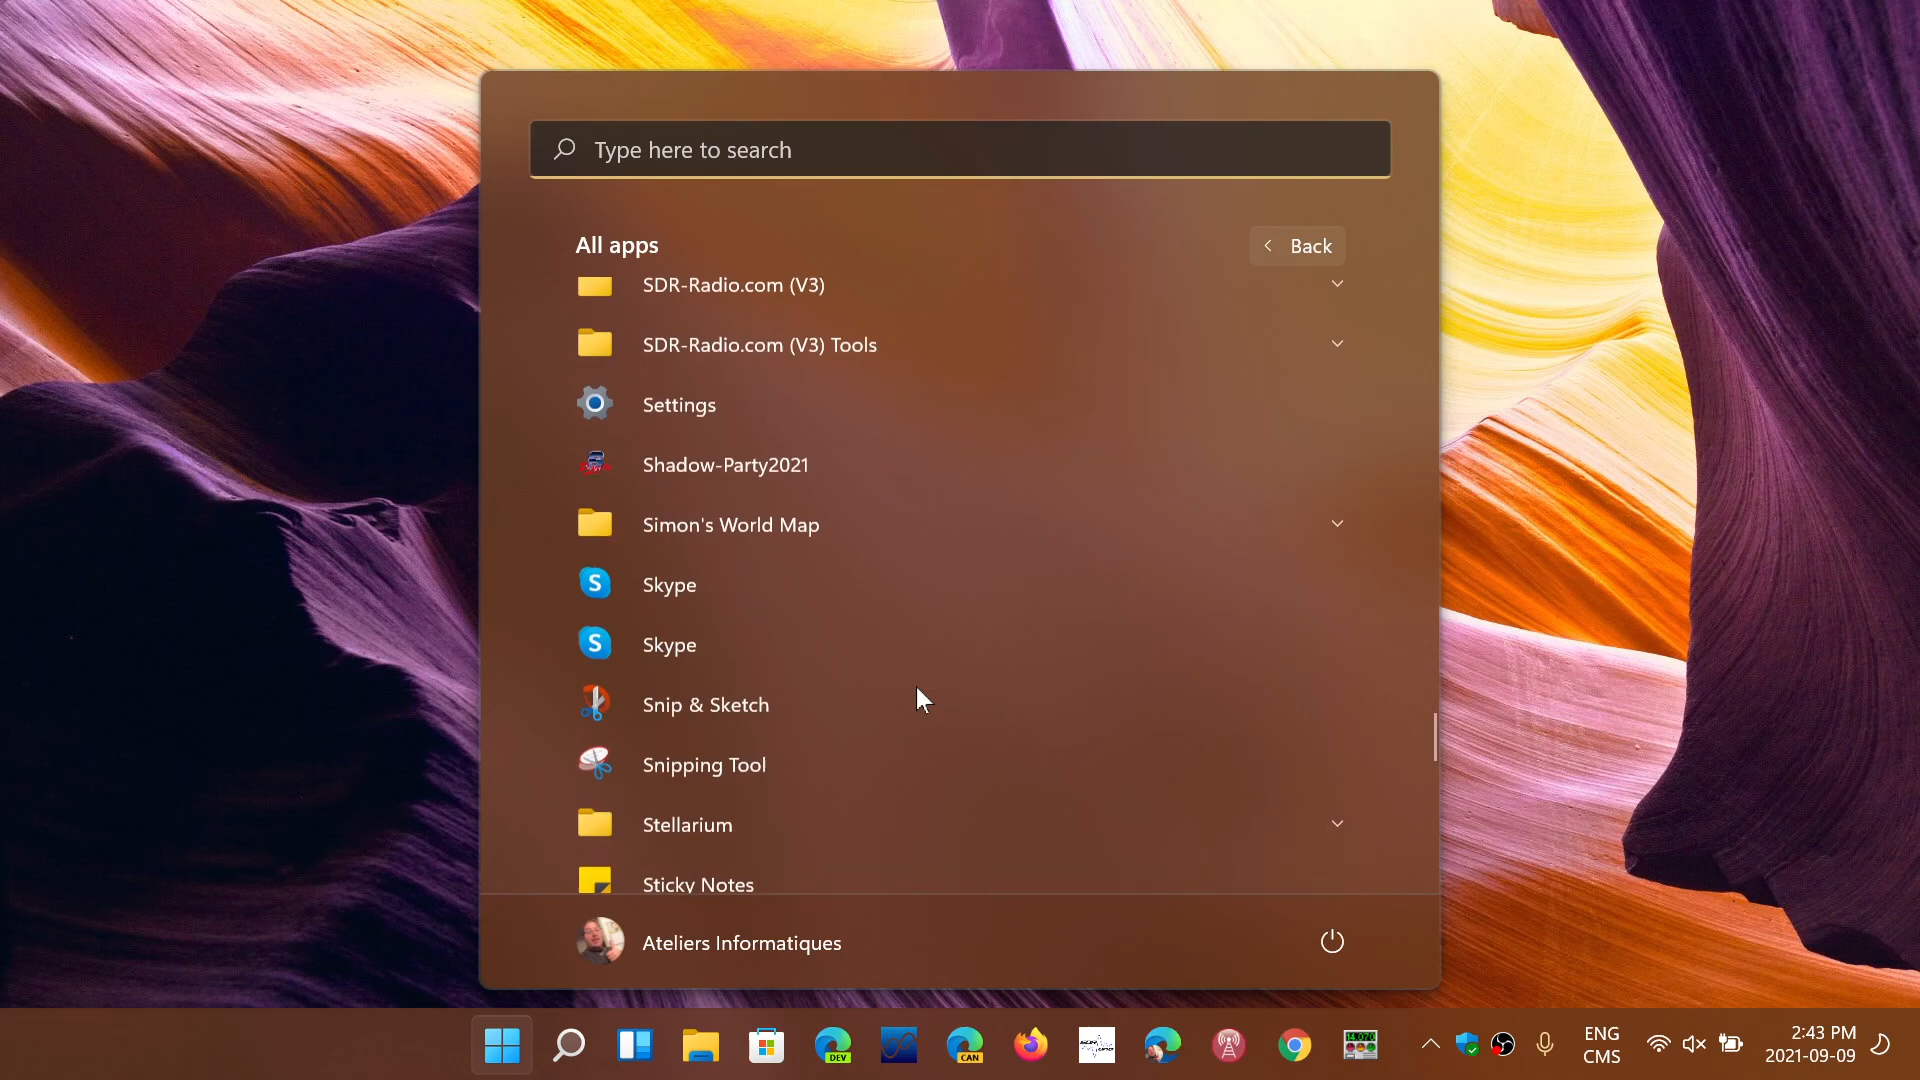 Type here to search
All apps
Back
SDR-Radio.com (V3)
SDR-Radio.com (V3) Tools
Settings
Shadow-Party2021
Simon's World Map
S Skype
S Skype
Snip & Sketch
Snipping Tool
Stellarium
Sticky Notes
Ateliers Informatiques
DEV
CAN
14.070
ENG
CMS
2:43 PM
2021-09-09